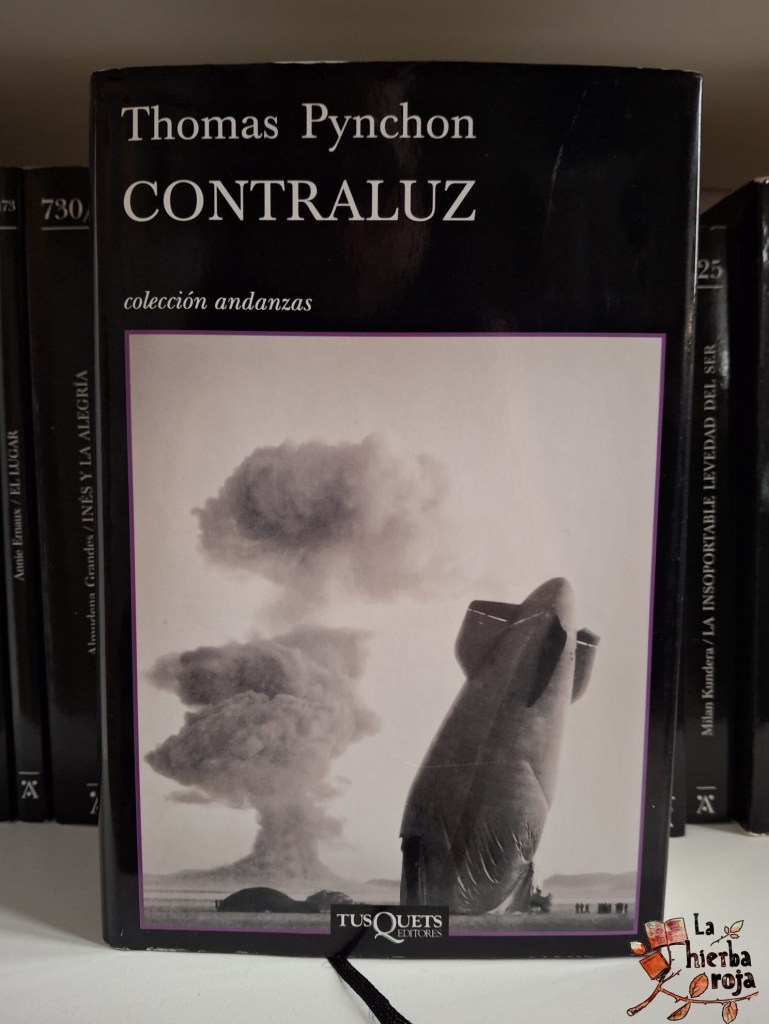 Thomas Pynchon
CONTRALUZ
colección andanzas
TUSQUETS
EDITORES
730/
Annie Ernaux / EL LUGAR
Almudena Grandes / INÉS Y LA ALEGRÍA
25
Milan Kundera / LA INSOPORTABLE LEVEDAD DEL SER
La
hierba
roja